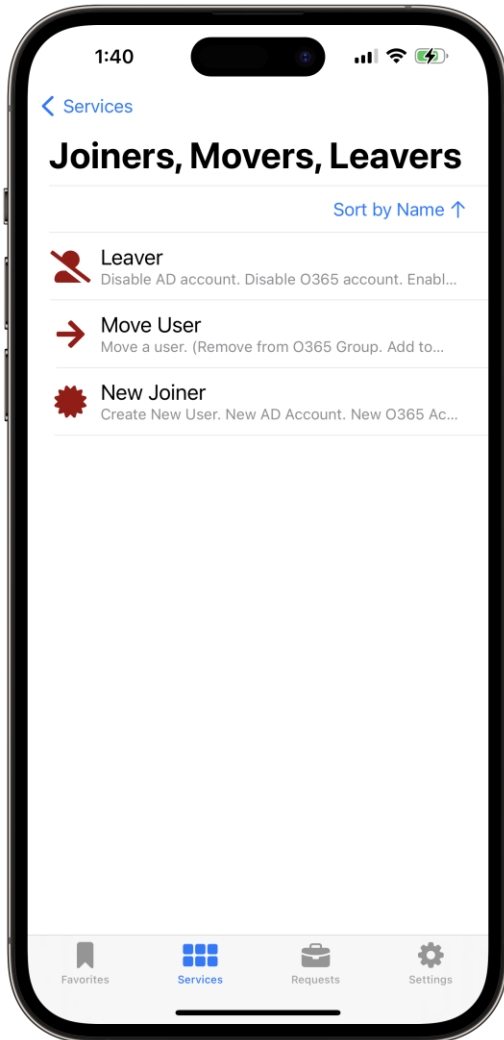 1:40
Services
Joiners, Movers, Leavers
Sort by Name ↑
Leaver
Disable AD account. Disable O365 account. Enabl...
Move User
Move a user. (Remove from O365 Group. Add to...
New Joiner
Create New User. New AD Account. New O365 Ac...
Favorites Services Requests Settings